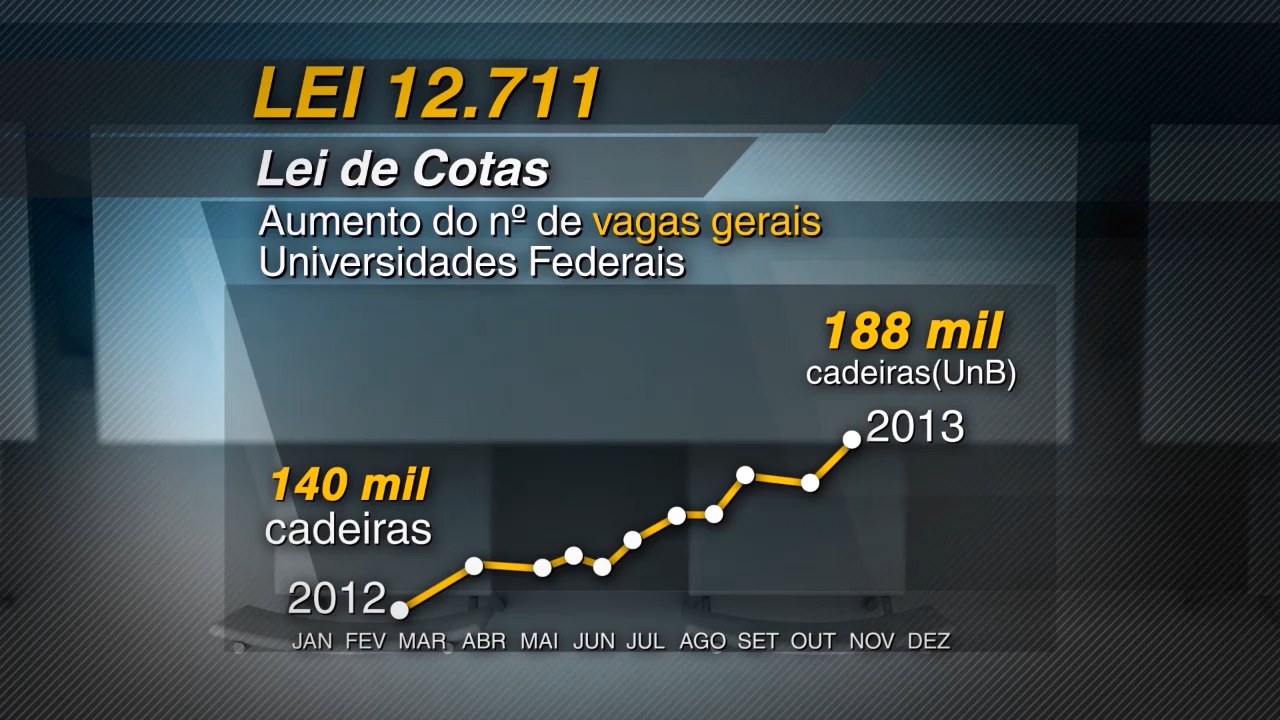 LEI 12.711
Lei de Cotas
Aumento do nº de vagas gerais
Universidades Federais
188 mil
cadeiras(UnB)
2013
140 mil
cadeiras
2012
JAN FEV MAR ABR MAI JUN JUL AGO SET OUT NOV DEZ